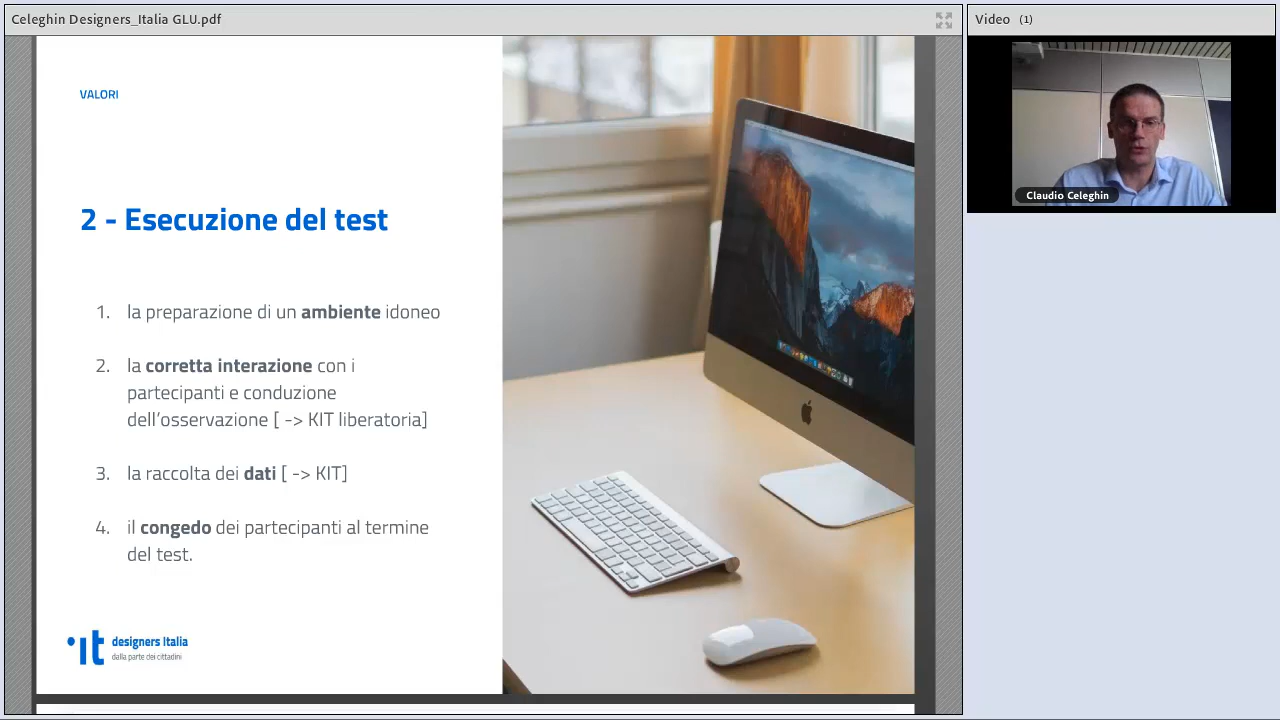 Celeghin Designers_Italia GLU.pdf
Video (1)
VALORI
2 - Esecuzione del test
1. la preparazione di un ambiente idoneo
2. la corretta interazione con i
partecipanti e conduzione
dell’osservazione [ -> KIT liberatoria]
3. la raccolta dei dati [ -> KIT]
4. il congedo dei partecipanti al termine
del test.
it designers italia
dalla parte dei cittadini
Claudio Celeghin